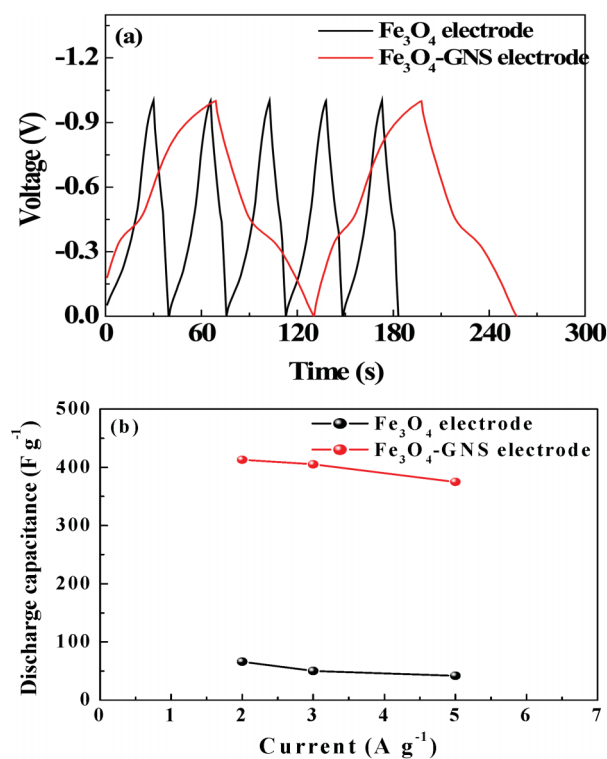 (a)
Fe₃O₄ electrode
Fe₃O₄-GNS electrode
-1.2
-0.9
-0.6
-0.3
0.0
Voltage (V)
0 60 120 180 240 300
Time (s)
(b)
Fe₃O₄ electrode
Fe₃O₄-GNS electrode
500
400
300
200
100
0
Discharge capacitance (F g⁻¹)
0 1 2 3 4 5 6 7
Current (A g⁻¹)